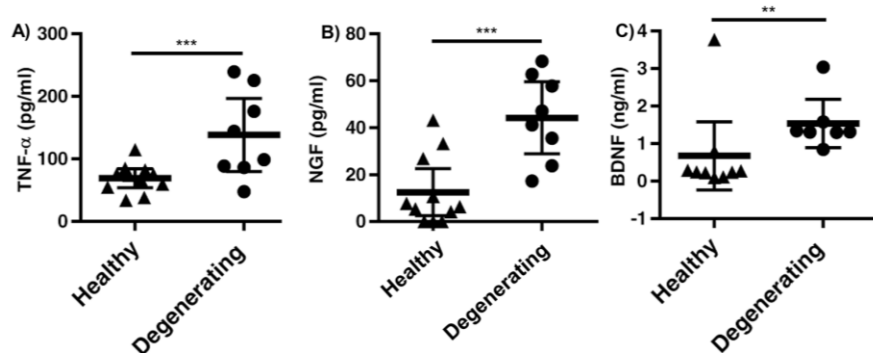 A)
TNF-α (pg/ml)
300
200
100
0
***
Healthy
Degenerating
B)
NGF (pg/ml)
80
60
40
20
0
***
Healthy
Degenerating
C)
BDNF (ng/ml)
4
3
2
1
0
-1
**
Healthy
Degenerating